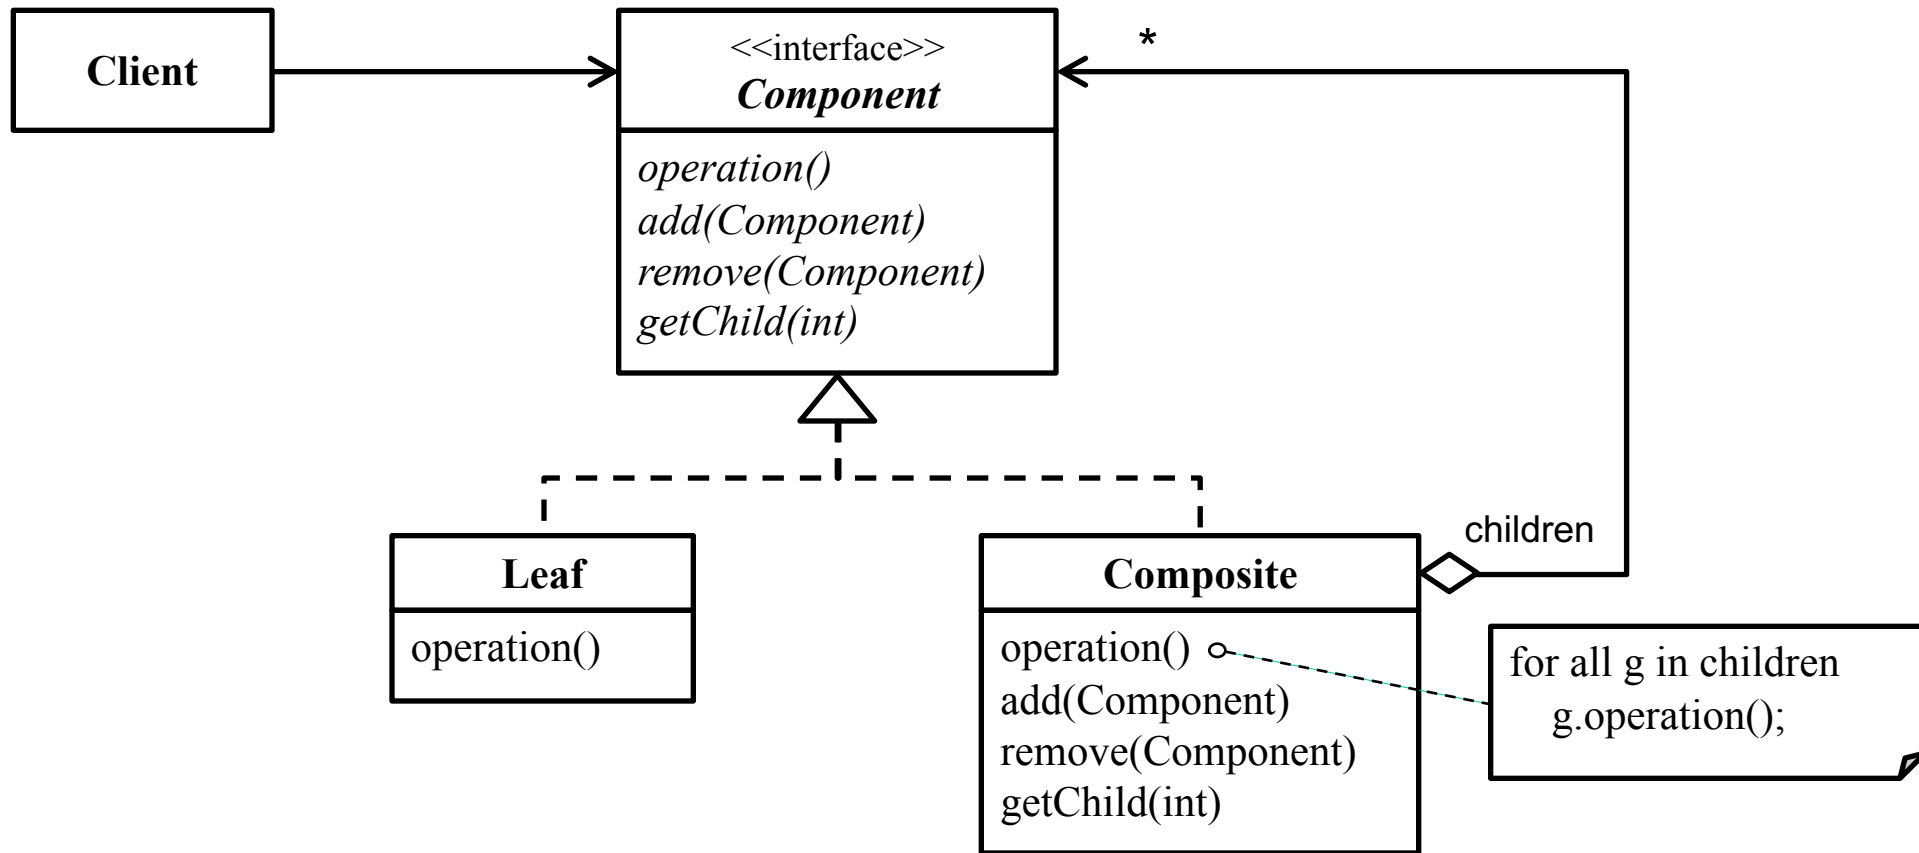 Client
<<interface>>
Component
*
operation()
add(Component)
remove(Component)
getChild(int)
children
Leaf
operation()
Composite
operation()
add(Component)
remove(Component)
getChild(int)
for all g in children
g.operation();